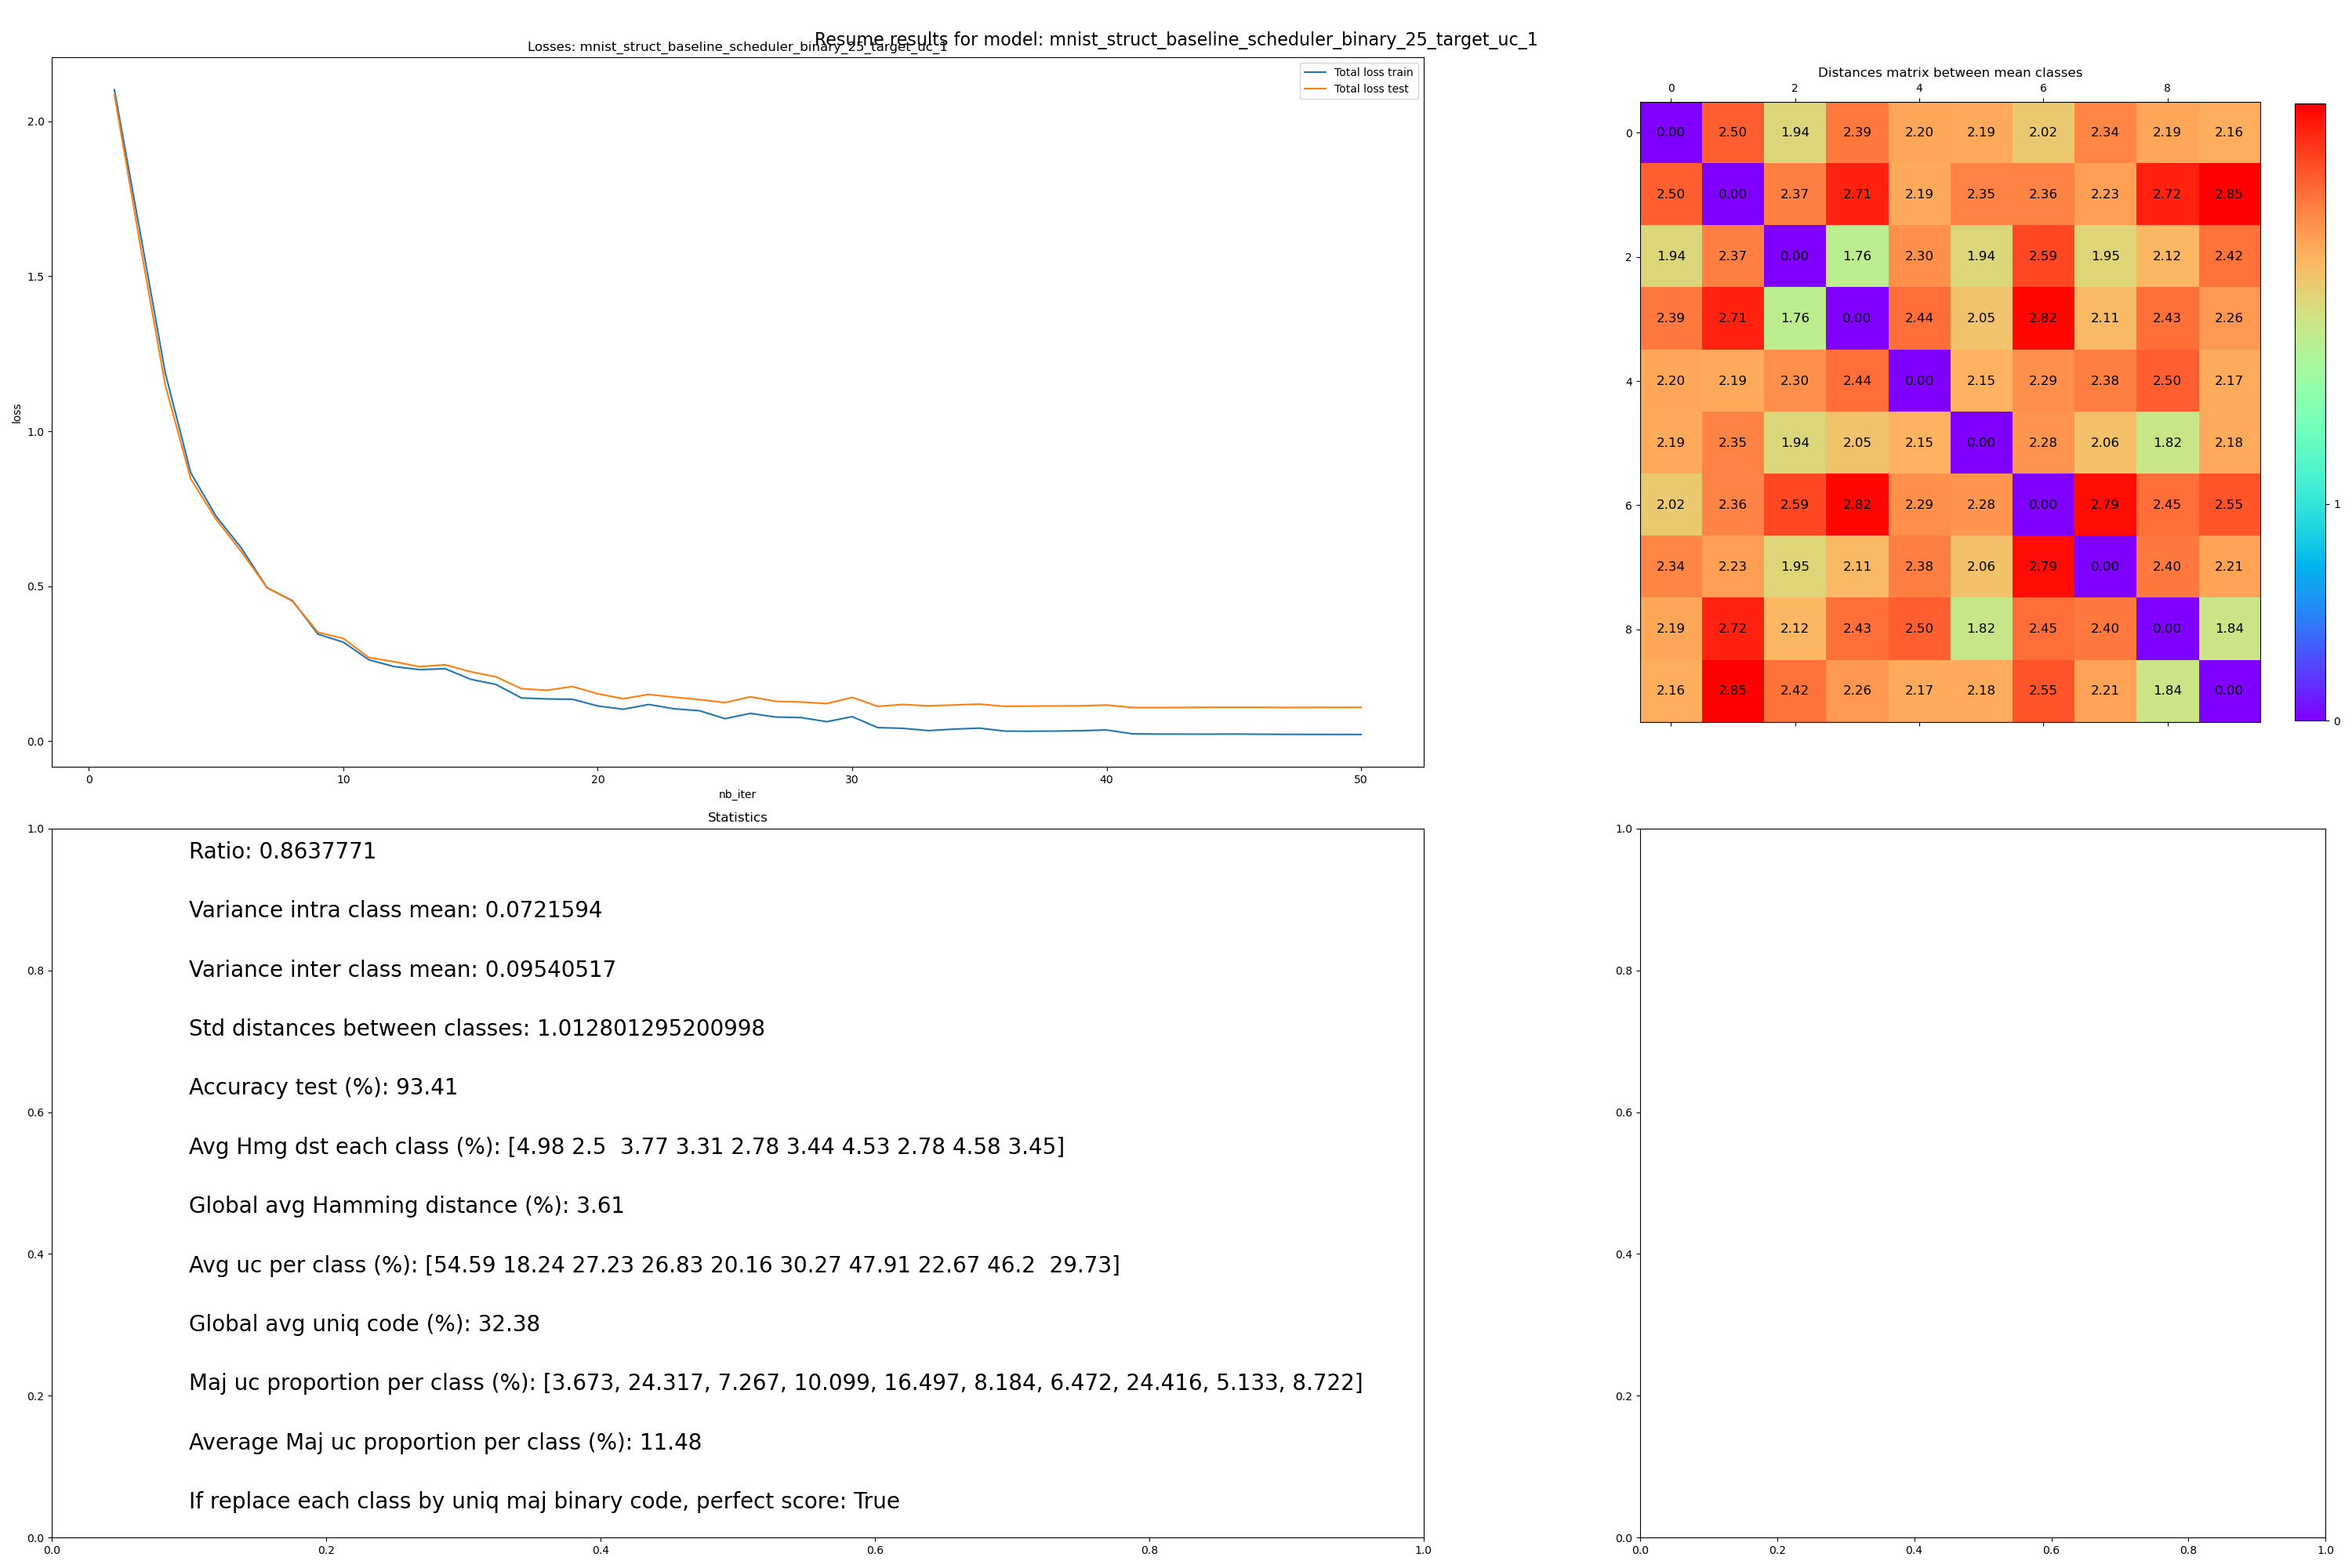 Resume results for model: mnist_struct_baseline_scheduler_binary_25_target_uc_1
Losses: mnist_struct_baseline_scheduler_binary_25_target_uc_1
Total loss train
Total loss test
2.0
1.5
1.0
0.5
0.0
loss
0 10 20 30 40 50
nb_iter
Distances matrix between mean classes
0 2 4 6 8
0 0.00 2.50 1.94 2.39 2.20 2.19 2.02 2.34 2.19 2.16
2.50 0.00 2.37 2.71 2.19 2.35 2.36 2.23 2.72 2.85
2 1.94 2.37 0.00 1.76 2.30 1.94 2.59 1.95 2.12 2.42
2.39 2.71 1.76 0.00 2.44 2.05 2.82 2.11 2.43 2.26
4 2.20 2.19 2.30 2.44 0.00 2.15 2.29 2.38 2.50 2.17
2.19 2.35 1.94 2.05 2.15 0.00 2.28 2.06 1.82 2.18
6 2.02 2.36 2.59 2.82 2.29 2.28 0.00 2.79 2.45 2.55
2.34 2.23 1.95 2.11 2.38 2.06 2.79 0.00 2.40 2.21
8 2.19 2.72 2.12 2.43 2.50 1.82 2.45 2.40 0.00 1.84
2.16 2.85 2.42 2.26 2.17 2.18 2.55 2.21 1.84 0.00
1
0
Statistics
Ratio: 0.8637771
Variance intra class mean: 0.0721594
Variance inter class mean: 0.09540517
Std distances between classes: 1.012801295200998
Accuracy test (%): 93.41
Avg Hmg dst each class (%): [4.98 2.5  3.77 3.31 2.78 3.44 4.53 2.78 4.58 3.45]
Global avg Hamming distance (%): 3.61
Avg uc per class (%): [54.59 18.24 27.23 26.83 20.16 30.27 47.91 22.67 46.2  29.73]
Global avg uniq code (%): 32.38
Maj uc proportion per class (%): [3.673, 24.317, 7.267, 10.099, 16.497, 8.184, 6.472, 24.416, 5.133, 8.722]
Average Maj uc proportion per class (%): 11.48
If replace each class by uniq maj binary code, perfect score: True
1.0
0.8
0.6
0.4
0.2
0.0
0.0 0.2 0.4 0.6 0.8 1.0
1.0
0.8
0.6
0.4
0.2
0.0
0.0 0.2 0.4 0.6 0.8 1.0